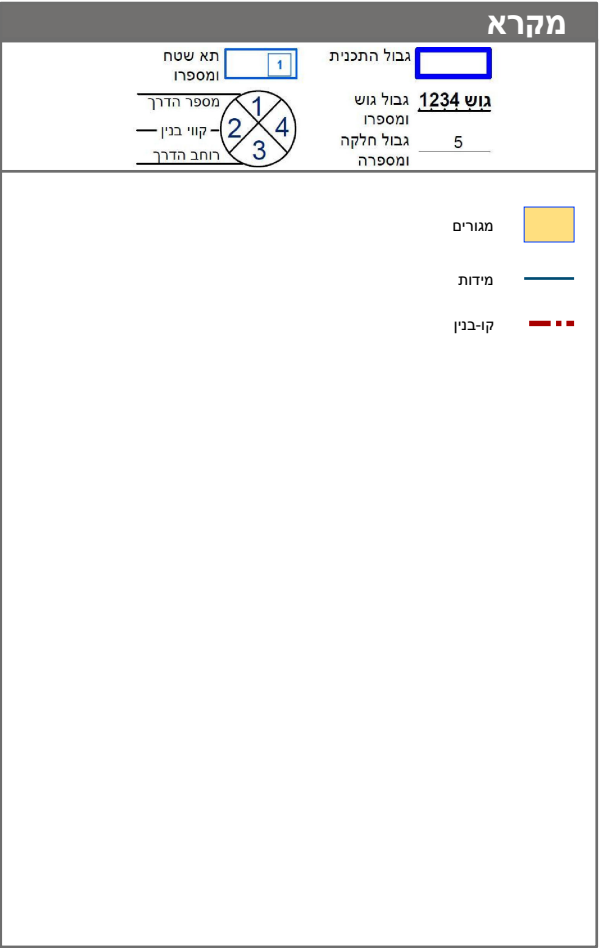 מקרא
גבול התכנית
תא שטח
ומספרו
1
גוש 1234
גבול גוש
ומספרו
5
גבול חלקה
ומספרה
מספר הדרך
קווי בנין
רוחב הדרך
1
2
4
3
מגורים
מידות
קו-בנין